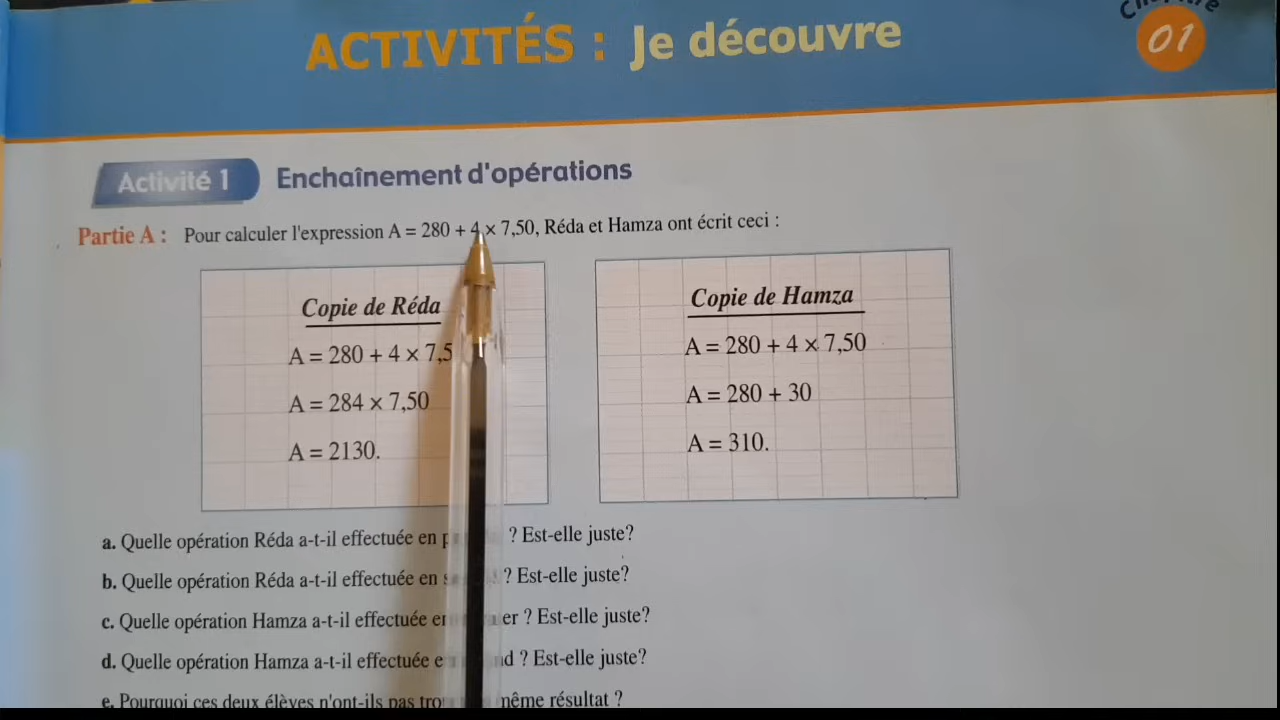 Chapitre
01
ACTIVITÉS : Je découvre
Activité 1 Enchaînement d'opérations
Partie A : Pour calculer l'expression A = 280 + 4 × 7,50, Réda et Hamza ont écrit ceci :
Copie de Réda
A = 280 + 4 × 7,5
A = 284 × 7,50
A = 2130.
Copie de Hamza
A = 280 + 4 × 7,50
A = 280 + 30
A = 310.
a. Quelle opération Réda a-t-il effectuée en ? Est-elle juste?
b. Quelle opération Réda a-t-il effectuée en ? Est-elle juste?
c. Quelle opération Hamza a-t-il effectuée ? Est-elle juste?
d. Quelle opération Hamza a-t-il effectuée ? Est-elle juste?
e. Pourquoi ces deux élèves n'ont-ils pas même résultat ?